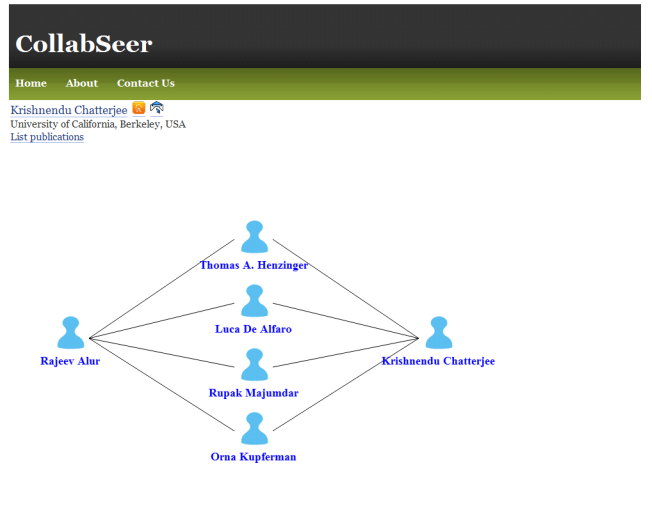 CollabSeer
Home About Contact Us
Krishnendu Chatterjee
University of California, Berkeley, USA
List publications
Thomas A. Henzinger
Luca De Alfaro
Rajeev Alur
Krishnendu Chatterjee
Rupak Majumdar
Orna Kupferman